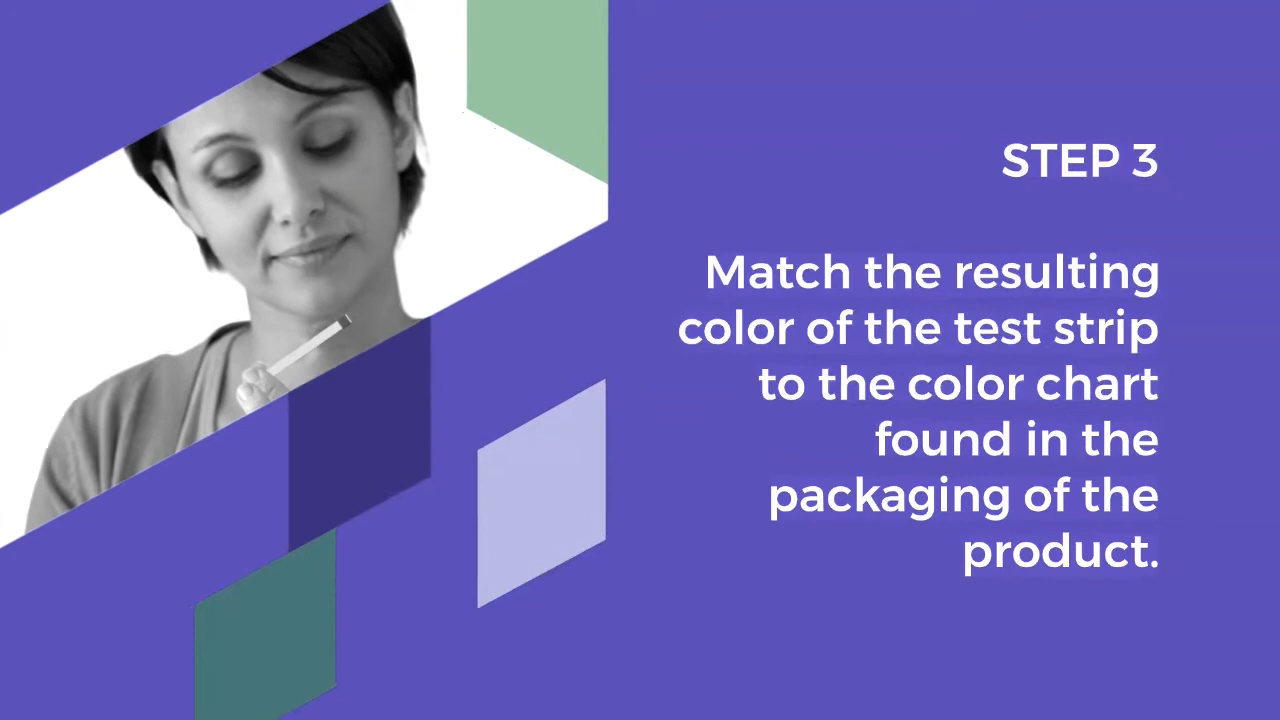 STEP 3
Match the resulting
color of the test strip
to the color chart
found in the
packaging of the
product.